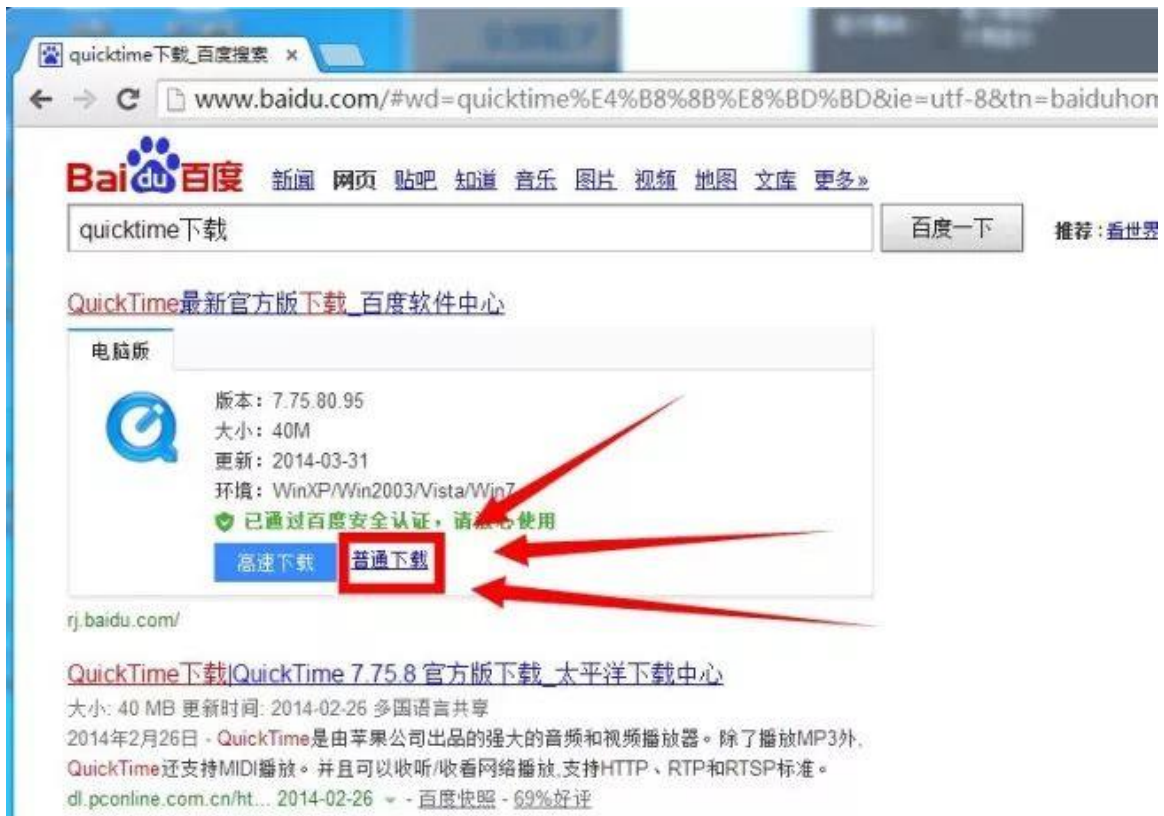 quicktime下载_百度搜索
www.baidu.com/#wd=quicktime%E4%B8%8B%E8%BD%BD&ie=utf-8&tn=baiduhom
Bai du 百度 新闻 网页 贴吧 知道 音乐 图片 视频 地图 文库 更多»
quicktime下载 百度一下 推荐:看世界
QuickTime最新官方版下载_百度软件中心
电脑版
版本：7.75.80.95
大小：40M
更新：2014-03-31
环境：WinXP/Win2003/Vista/Win7
已通过百度安全认证，请放心使用
高速下载 普通下载
rj.baidu.com/
QuickTime下载|QuickTime 7.75.8 官方版下载_太平洋下载中心
大小: 40 MB 更新时间: 2014-02-26 多国语言共享
2014年2月26日 - QuickTime是由苹果公司出品的强大的音频和视频播放器。除了播放MP3外,
QuickTime还支持MIDI播放。并且可以收听/收看网络播放,支持HTTP、RTP和RTSP标准。
dl.pconline.com.cn/ht... 2014-02-26 - 百度快照 - 69%好评